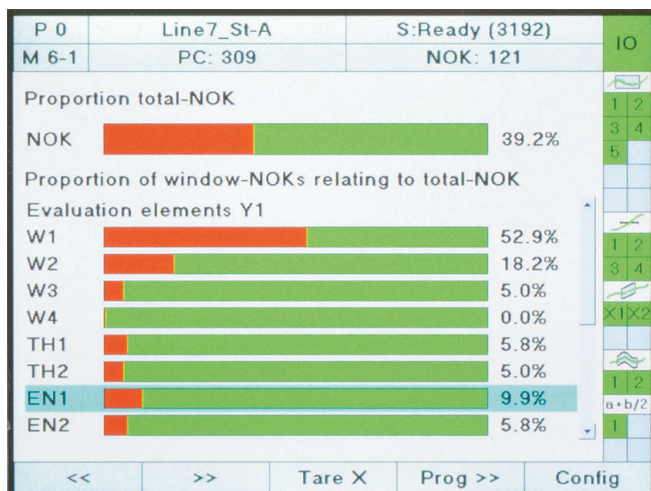 P 0 Line7_St-A S:Ready (3192) IO
M 6-1 PC: 309 NOK: 121
Proportion total-NOK
NOK 39.2%
Proportion of window-NOKs relating to total-NOK
Evaluation elements Y1
W1 52.9%
W2 18.2%
W3 5.0%
W4 0.0%
TH1 5.8%
TH2 5.0%
EN1 9.9%
EN2 5.8%
1 2
3 4
5
1 2
3 4
X1 X2
1 2
a+b/2
1
<< >> Tare X Prog >> Config